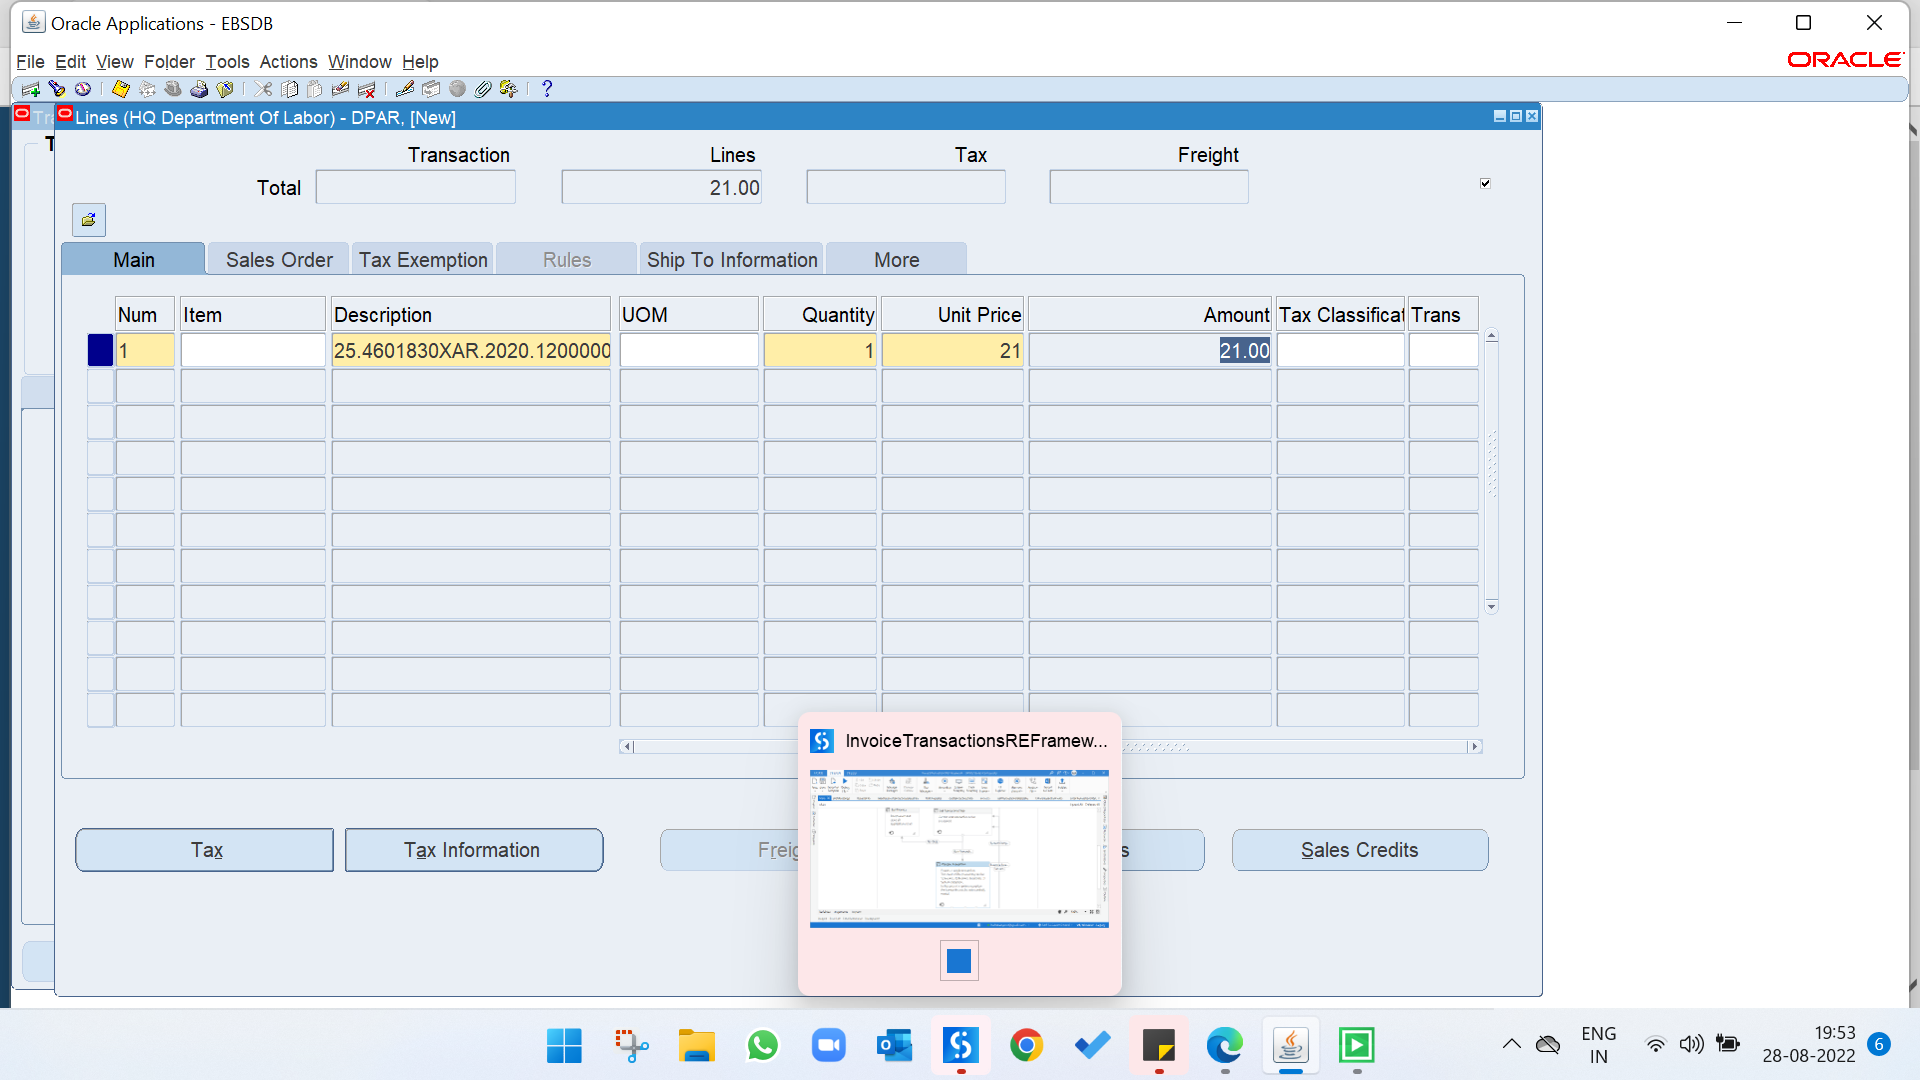 Oracle Applications - EBSDB
File Edit View Folder Tools Actions Window Help
ORACLE
Lines (HQ Department Of Labor) - DPAR, [New]
Transaction Lines Tax Freight
Total 21.00
Main Sales Order Tax Exemption Rules Ship To Information More
Num Item Description UOM Quantity Unit Price Amount Tax Classificat Trans
1 25.4601830XAR.2020.1200000 1 21 21.00
InvoiceTransactionsREFramew...
Tax Tax Information Freig s Sales Credits
ENG
IN
19:53
28-08-2022
6